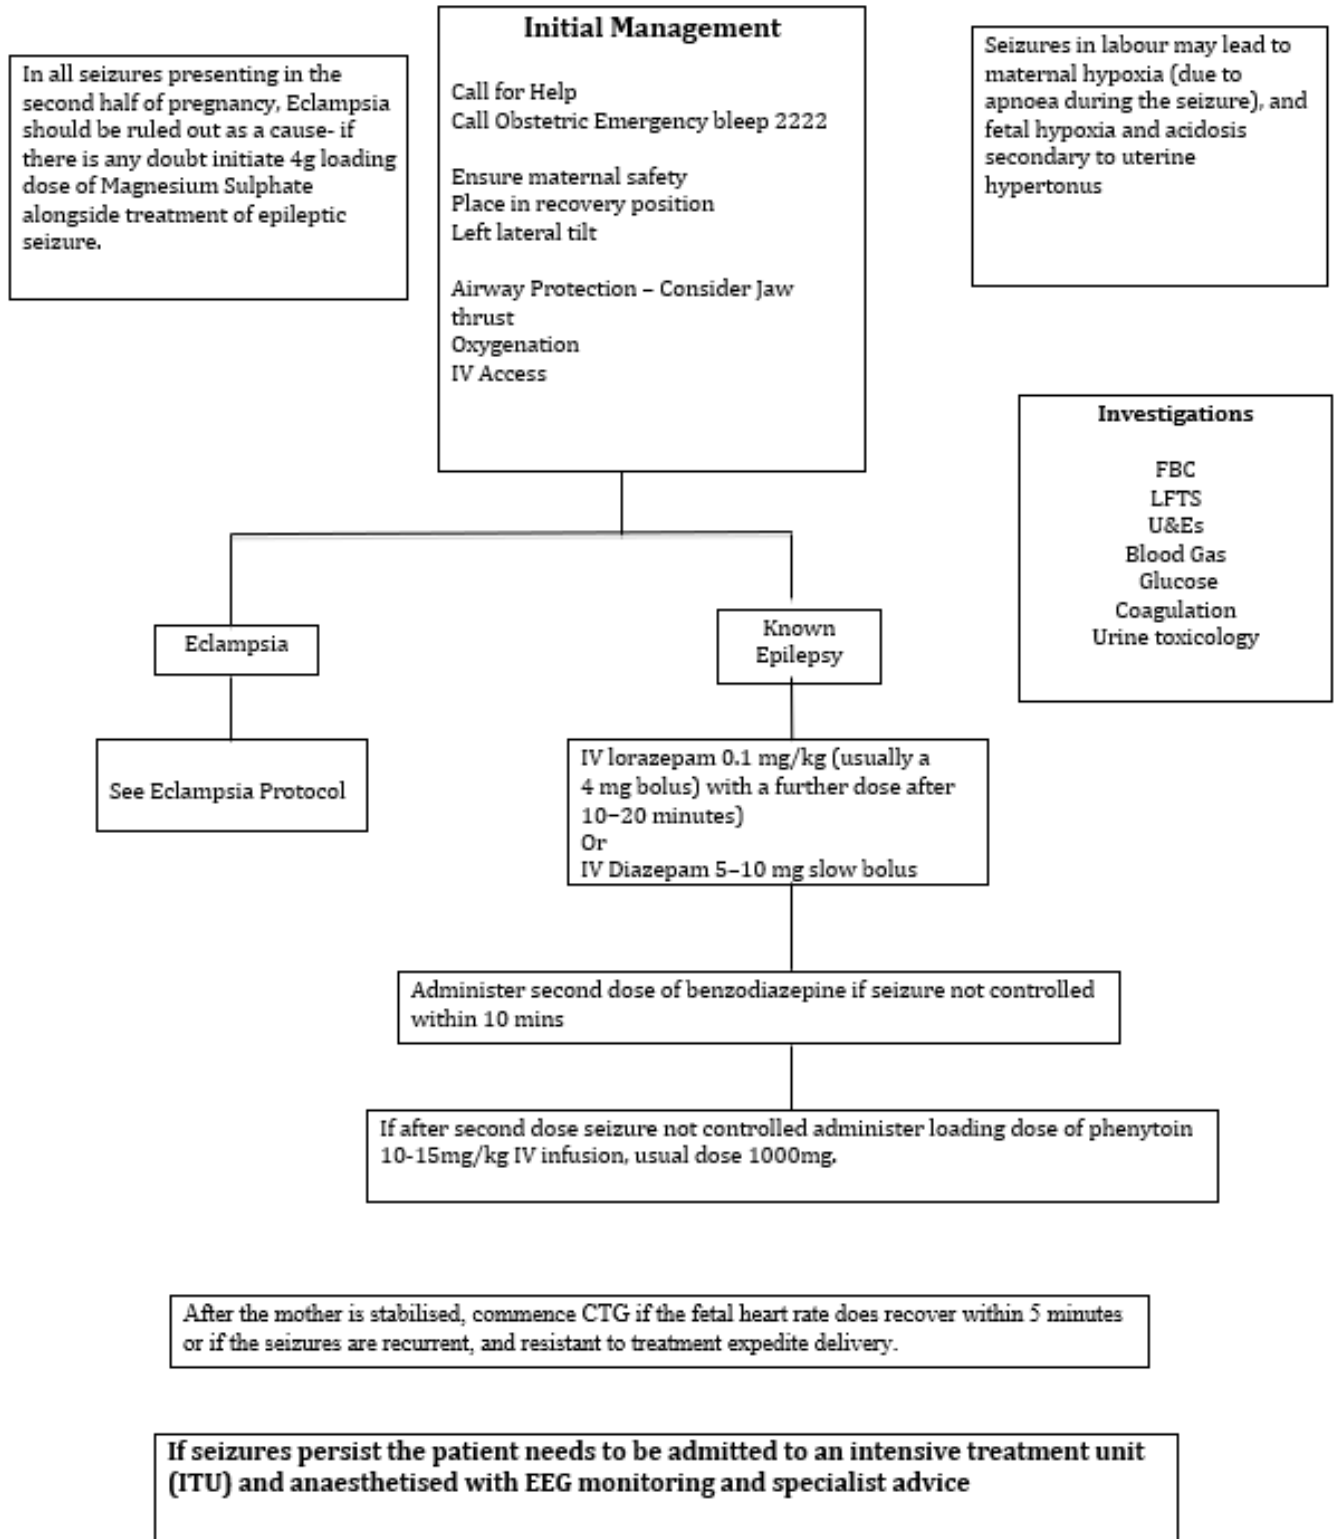 Initial Management
Call for Help
Call Obstetric Emergency bleep 2222
Ensure maternal safety
Place in recovery position
Left lateral tilt
Airway Protection – Consider Jaw
thrust
Oxygenation
IV Access
In all seizures presenting in the
second half of pregnancy, Eclampsia
should be ruled out as a cause- if
there is any doubt initiate 4g loading
dose of Magnesium Sulphate
alongside treatment of epileptic
seizure.
Seizures in labour may lead to
maternal hypoxia (due to
apnoea during the seizure), and
fetal hypoxia and acidosis
secondary to uterine
hypertonus
Investigations
FBC
LFTS
U&Es
Blood Gas
Glucose
Coagulation
Urine toxicology
Eclampsia
See Eclampsia Protocol
Known
Epilepsy
IV lorazepam 0.1 mg/kg (usually a
4 mg bolus) with a further dose after
10–20 minutes)
Or
IV Diazepam 5–10 mg slow bolus
Administer second dose of benzodiazepine if seizure not controlled
within 10 mins
If after second dose seizure not controlled administer loading dose of phenytoin
10-15mg/kg IV infusion, usual dose 1000mg.
After the mother is stabilised, commence CTG if the fetal heart rate does recover within 5 minutes
or if the seizures are recurrent, and resistant to treatment expedite delivery.
If seizures persist the patient needs to be admitted to an intensive treatment unit
(ITU) and anaesthetised with EEG monitoring and specialist advice